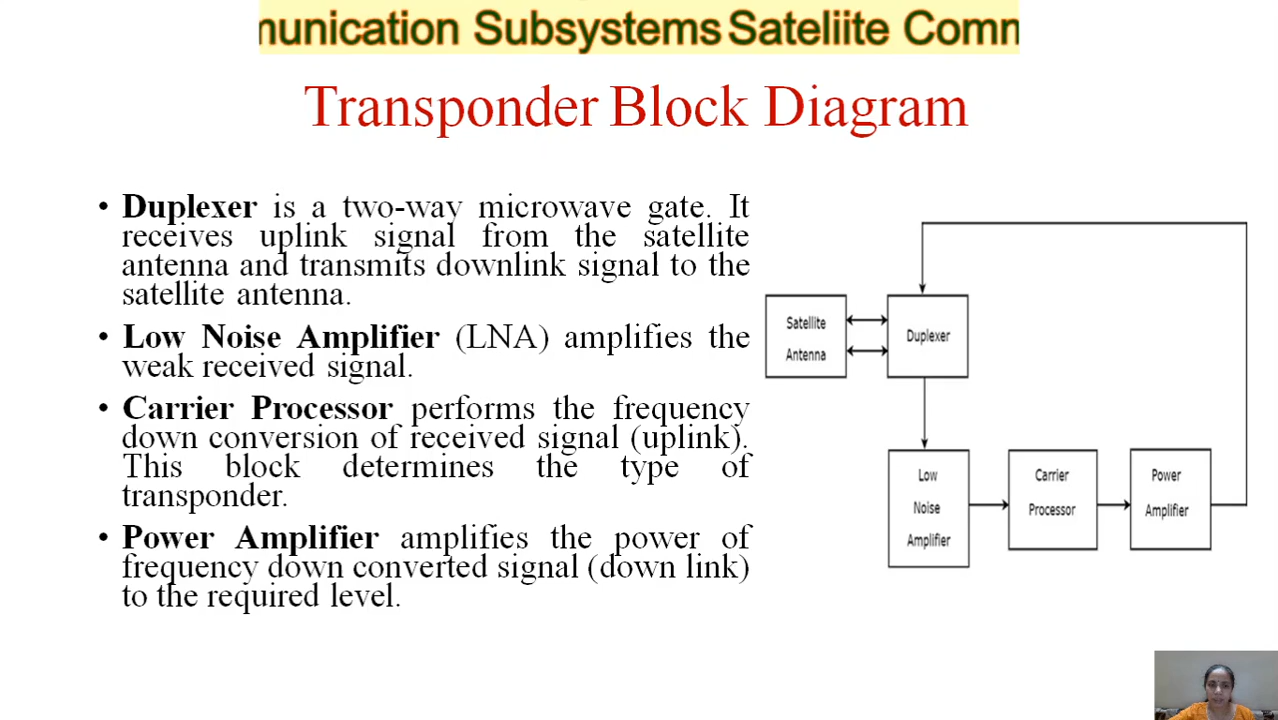 munication Subsystems Sateliite Comm
Transponder Block Diagram
• Duplexer is a two-way microwave gate. It
receives uplink signal from the satellite
antenna and transmits downlink signal to the
satellite antenna.
• Low Noise Amplifier (LNA) amplifies the
weak received signal.
• Carrier Processor performs the frequency
down conversion of received signal (uplink).
This block determines the type of
transponder.
• Power Amplifier amplifies the power of
frequency down converted signal (down link)
to the required level.
Satellite
Antenna
Duplexer
Low
Noise
Amplifier
Carrier
Processor
Power
Amplifier